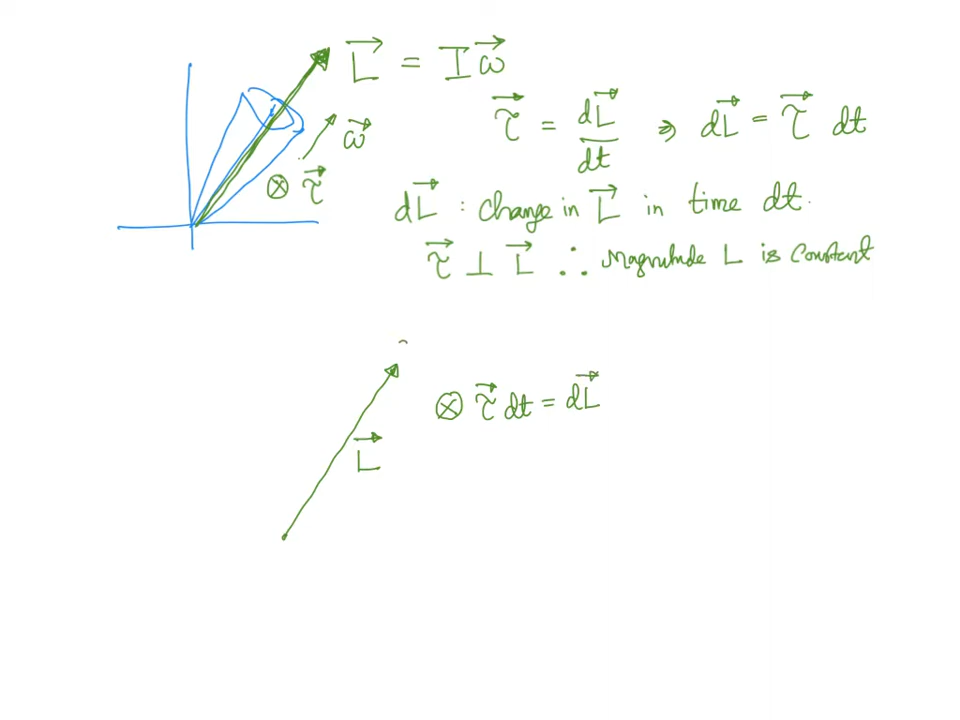 L⃗ = I ω⃗
τ⃗ = dL⃗/dt ⇒ dL⃗ = τ⃗ dt
ω⃗
⊗ τ⃗
dL⃗ : change in L⃗ in time dt.
τ⃗ ⊥ L⃗ ∴ Magnitude L is constant
⊗ τ⃗ dt = dL⃗
L⃗